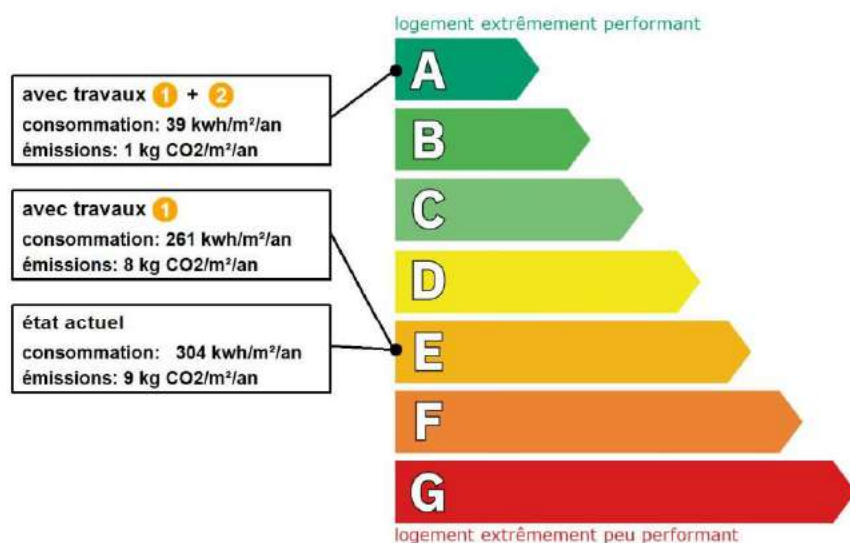 logement extrêmement performant
avec travaux 1 + 2
consommation: 39 kwh/m²/an
émissions: 1 kg CO2/m²/an
avec travaux 1
consommation: 261 kwh/m²/an
émissions: 8 kg CO2/m²/an
état actuel
consommation: 304 kwh/m²/an
émissions: 9 kg CO2/m²/an
A
B
C
D
E
F
G
logement extrêmement peu performant